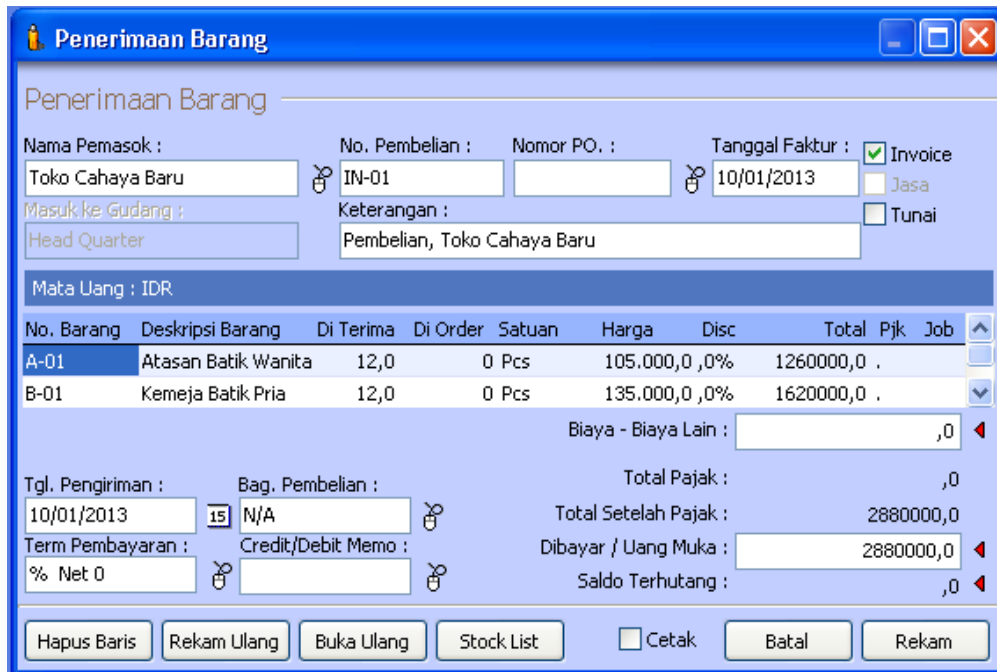 Penerimaan Barang
Penerimaan Barang
Nama Pemasok : No. Pembelian : Nomor PO. : Tanggal Faktur : Invoice
Toko Cahaya Baru IN-01 10/01/2013 Jasa
Masuk ke Gudang : Keterangan : Tunai
Head Quarter Pembelian, Toko Cahaya Baru
Mata Uang : IDR
No. Barang Deskripsi Barang Di Terima Di Order Satuan Harga Disc Total Pjk Job
A-01 Atasan Batik Wanita 12,0 0 Pcs 105.000,0 ,0% 1260000,0 .
B-01 Kemeja Batik Pria 12,0 0 Pcs 135.000,0 ,0% 1620000,0 .
Biaya - Biaya Lain : ,0
Tgl. Pengiriman : Bag. Pembelian : Total Pajak : ,0
10/01/2013 15 N/A Total Setelah Pajak : 2880000,0
Term Pembayaran : Credit/Debit Memo : Dibayar / Uang Muka : 2880000,0
% Net 0 Saldo Terhutang : ,0
Hapus Baris Rekam Ulang Buka Ulang Stock List Cetak Batal Rekam